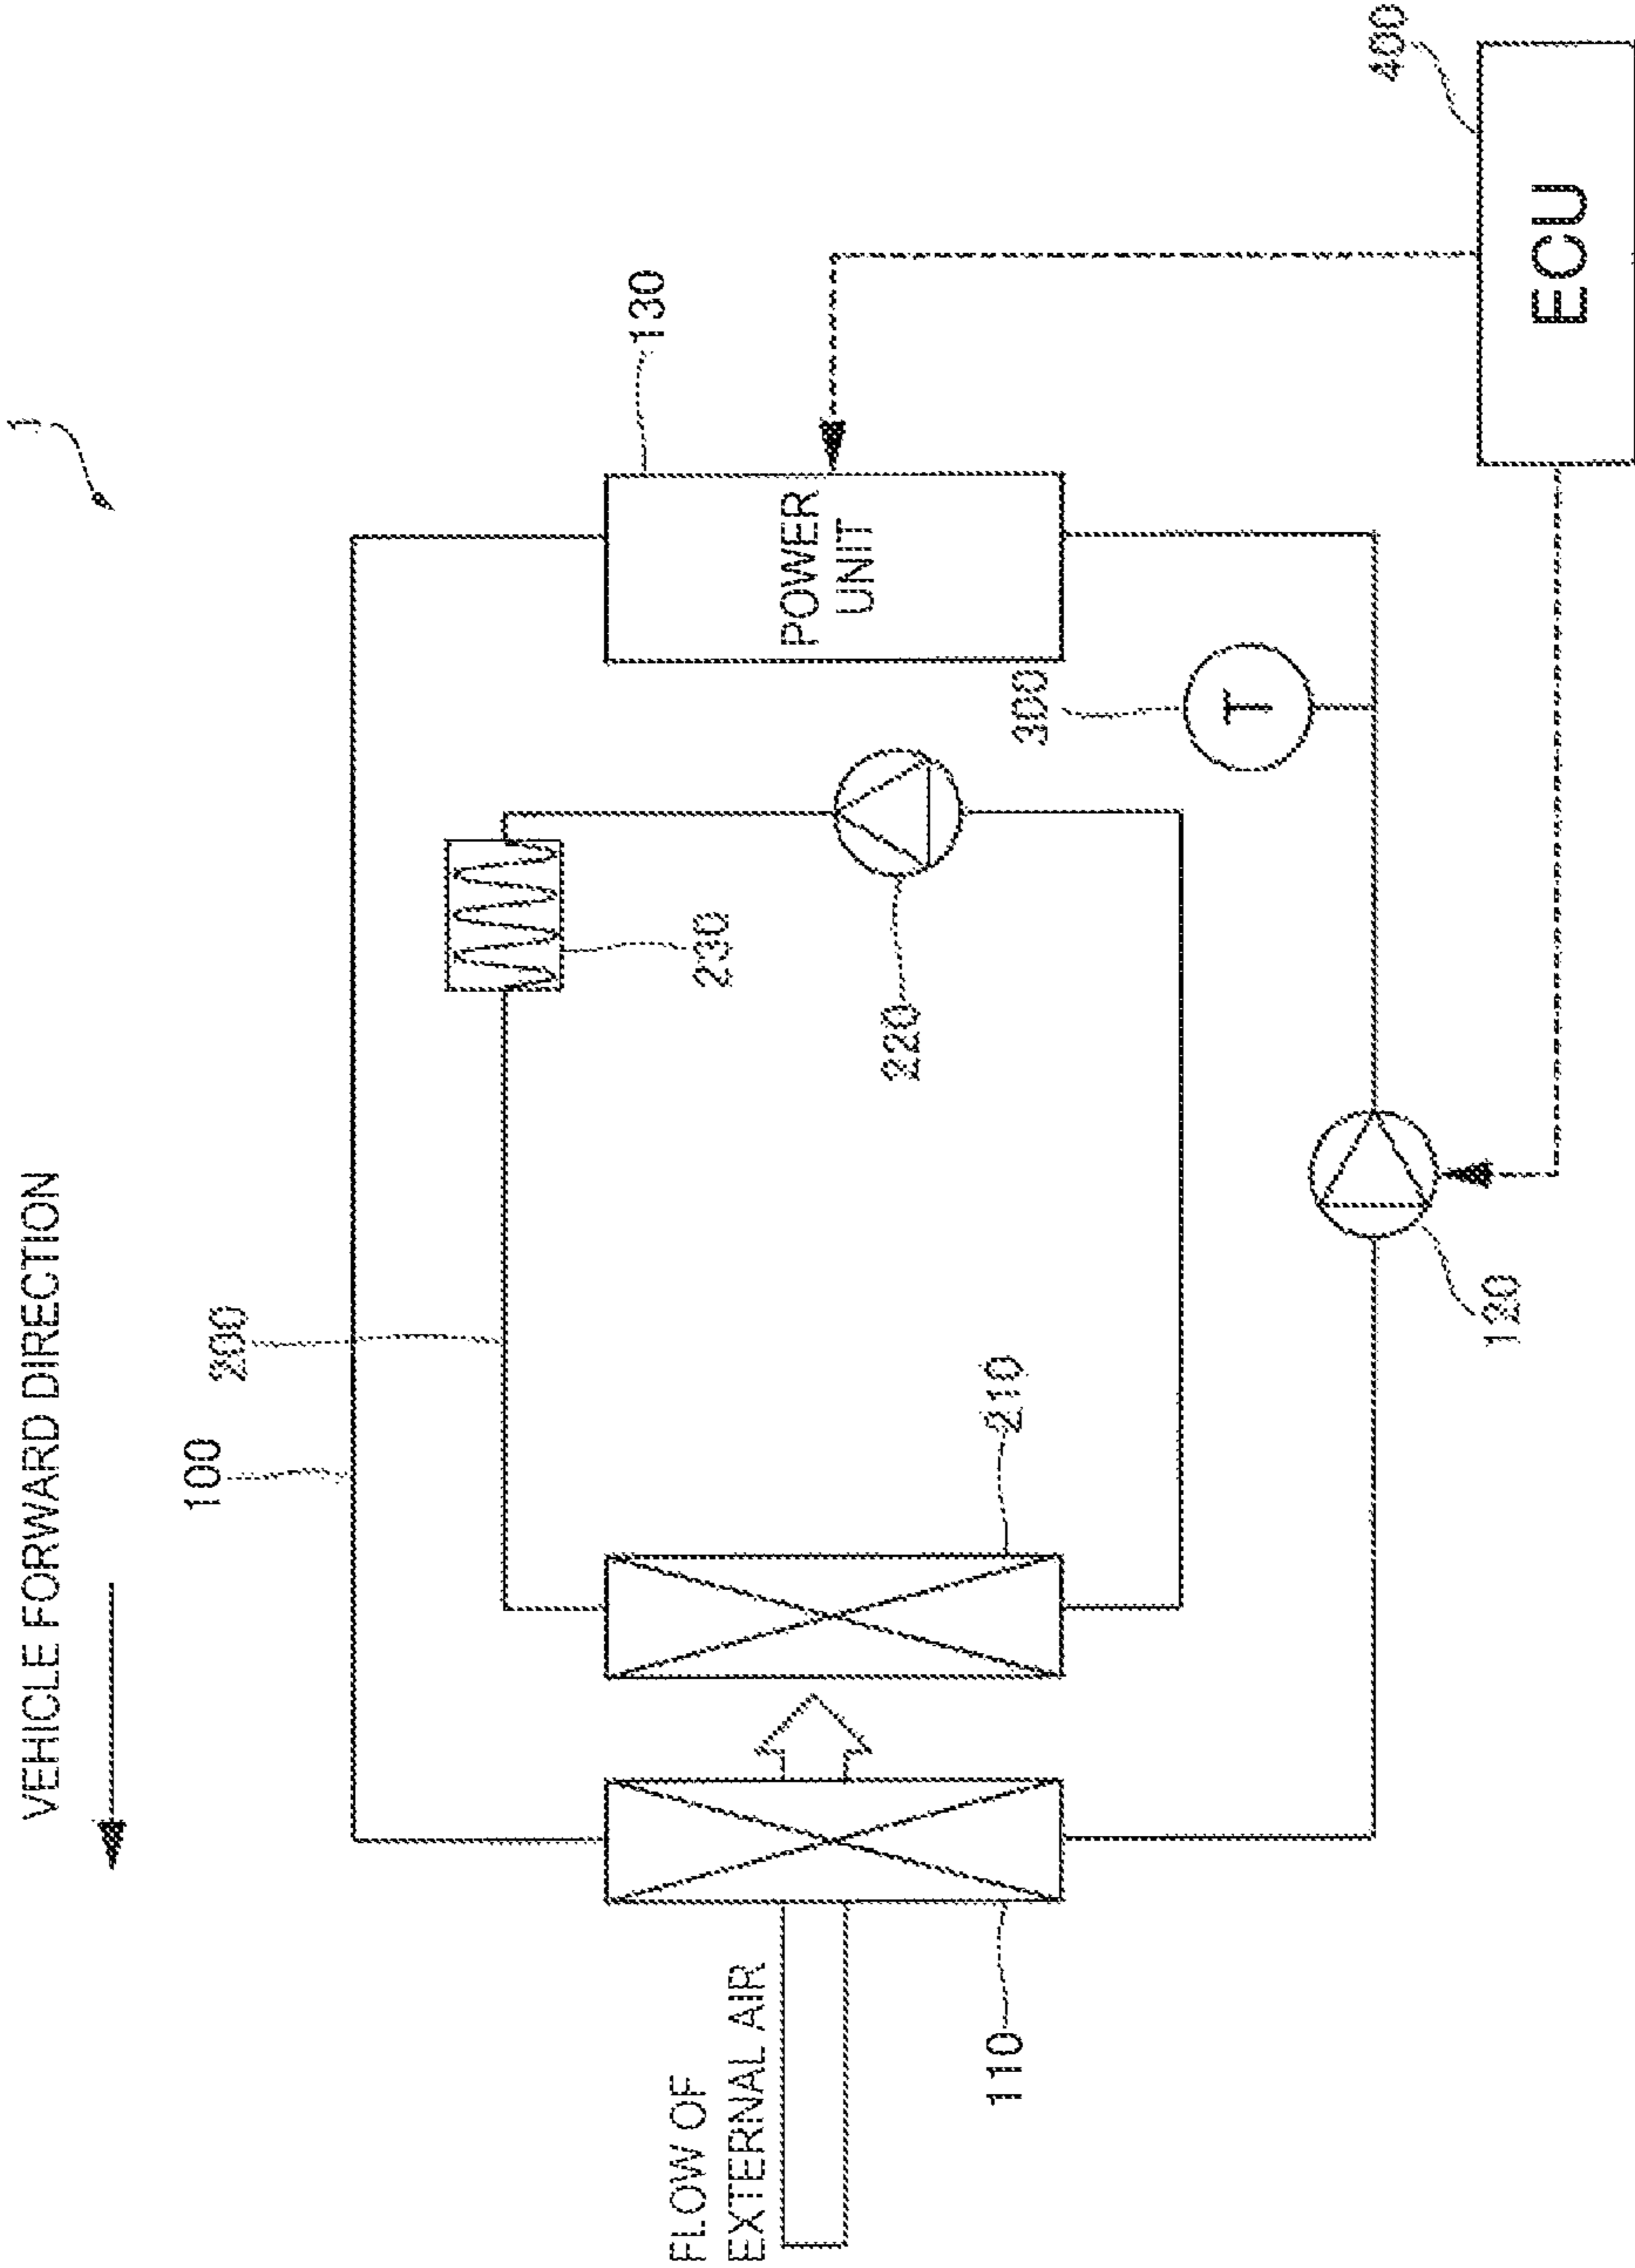 1
VEHICLE FORWARD DIRECTION
100
200
130
POWER
UNIT
230
220
300
T
210
FLOW OF
EXTERNAL AIR
110
120
400
ECU